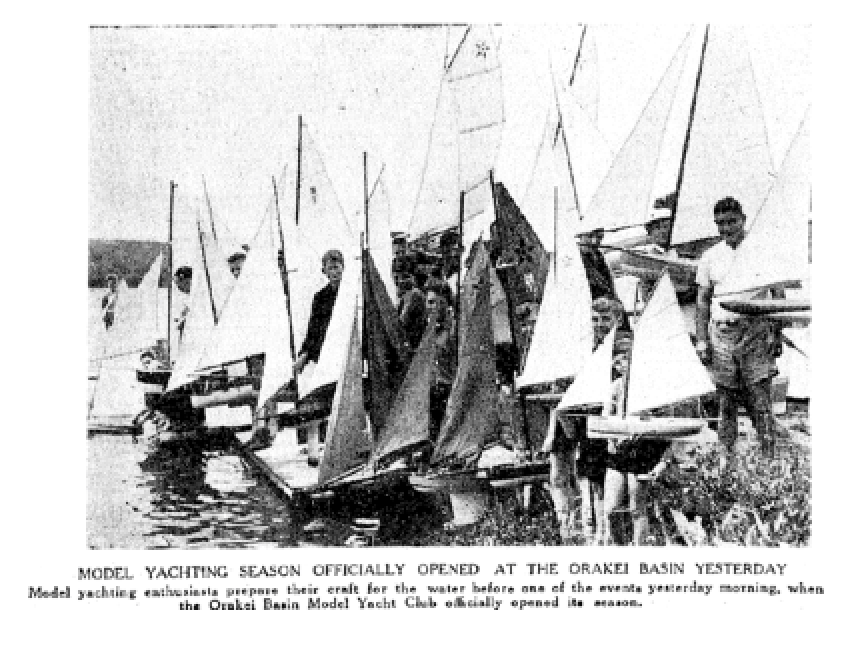 MODEL YACHTING SEASON OFFICIALLY OPENED AT THE ORAKEI BASIN YESTERDAY
Model yachting enthusiasts prepare their craft for the water before one of the events yesterday morning, when
the Orakei Basin Model Yacht Club officially opened its season.